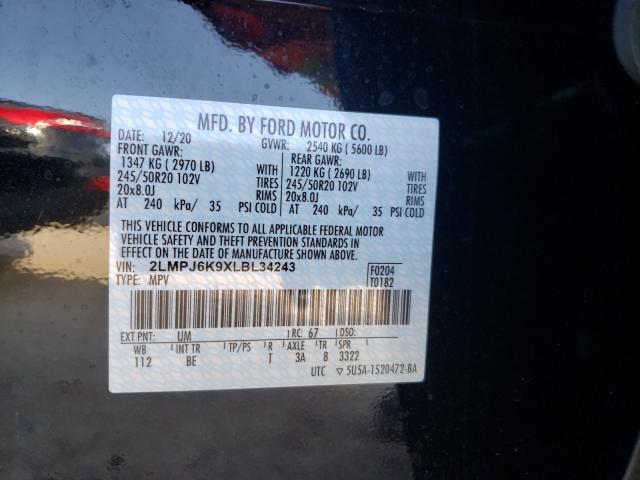 MFD. BY FORD MOTOR CO.
DATE: 12/20 GVWR: 2540 KG ( 5600 LB)
FRONT GAWR: REAR GAWR:
1347 KG ( 2970 LB) WITH 1220 KG ( 2690 LB) WITH
245/50R20 102V TIRES 245/50R20 102V TIRES
20x8.0J RIMS 20x8.0J RIMS
AT 240 kPa/ 35 PSI COLD AT 240 kPa/ 35 PSI COLD
THIS VEHICLE CONFORMS TO ALL APPLICABLE FEDERAL MOTOR
VEHICLE SAFETY AND THEFT PREVENTION STANDARDS IN
EFFECT ON THE DATE OF MANUFACTURE SHOWN ABOVE.
VIN: 2LMPJ6K9XLBL34243 F0204
TYPE: MPV T0182
EXT PNT: UM RC: 67 DSO:
WB INT TR TP/PS R AXLE TR SPR
112 BE T 3A 8 3322
UTC ▽5U5A-1520472-BA